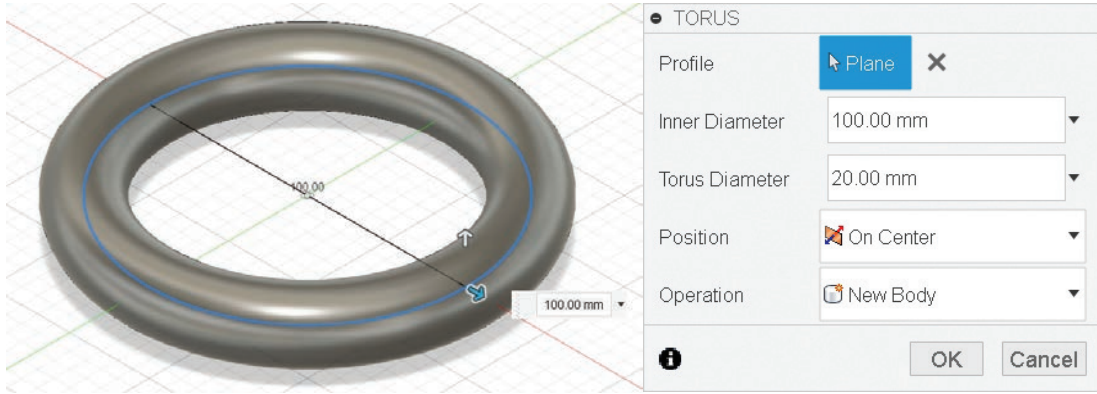 100.00
100.00 mm
TORUS
Profile
Plane
Inner Diameter
100.00 mm
Torus Diameter
20.00 mm
Position
On Center
Operation
New Body
OK
Cancel